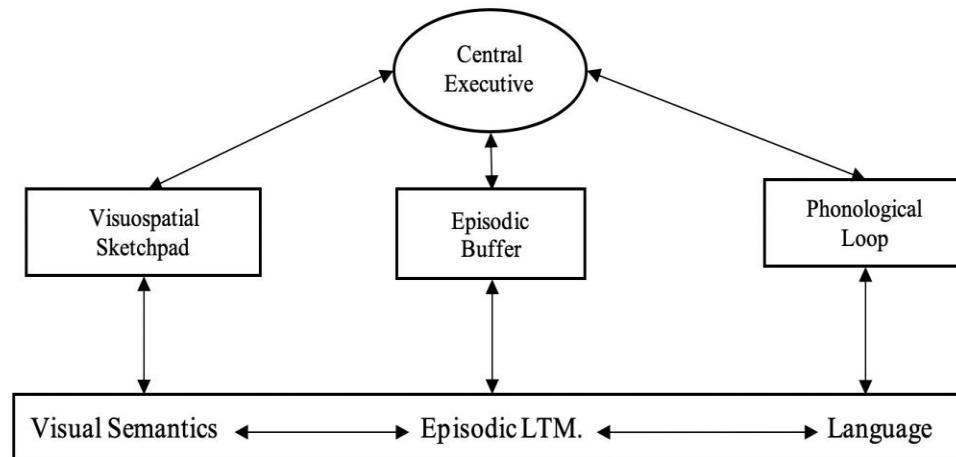 Central
Executive
Visuospatial
Sketchpad
Episodic
Buffer
Phonological
Loop
Visual Semantics
Episodic LTM.
Language